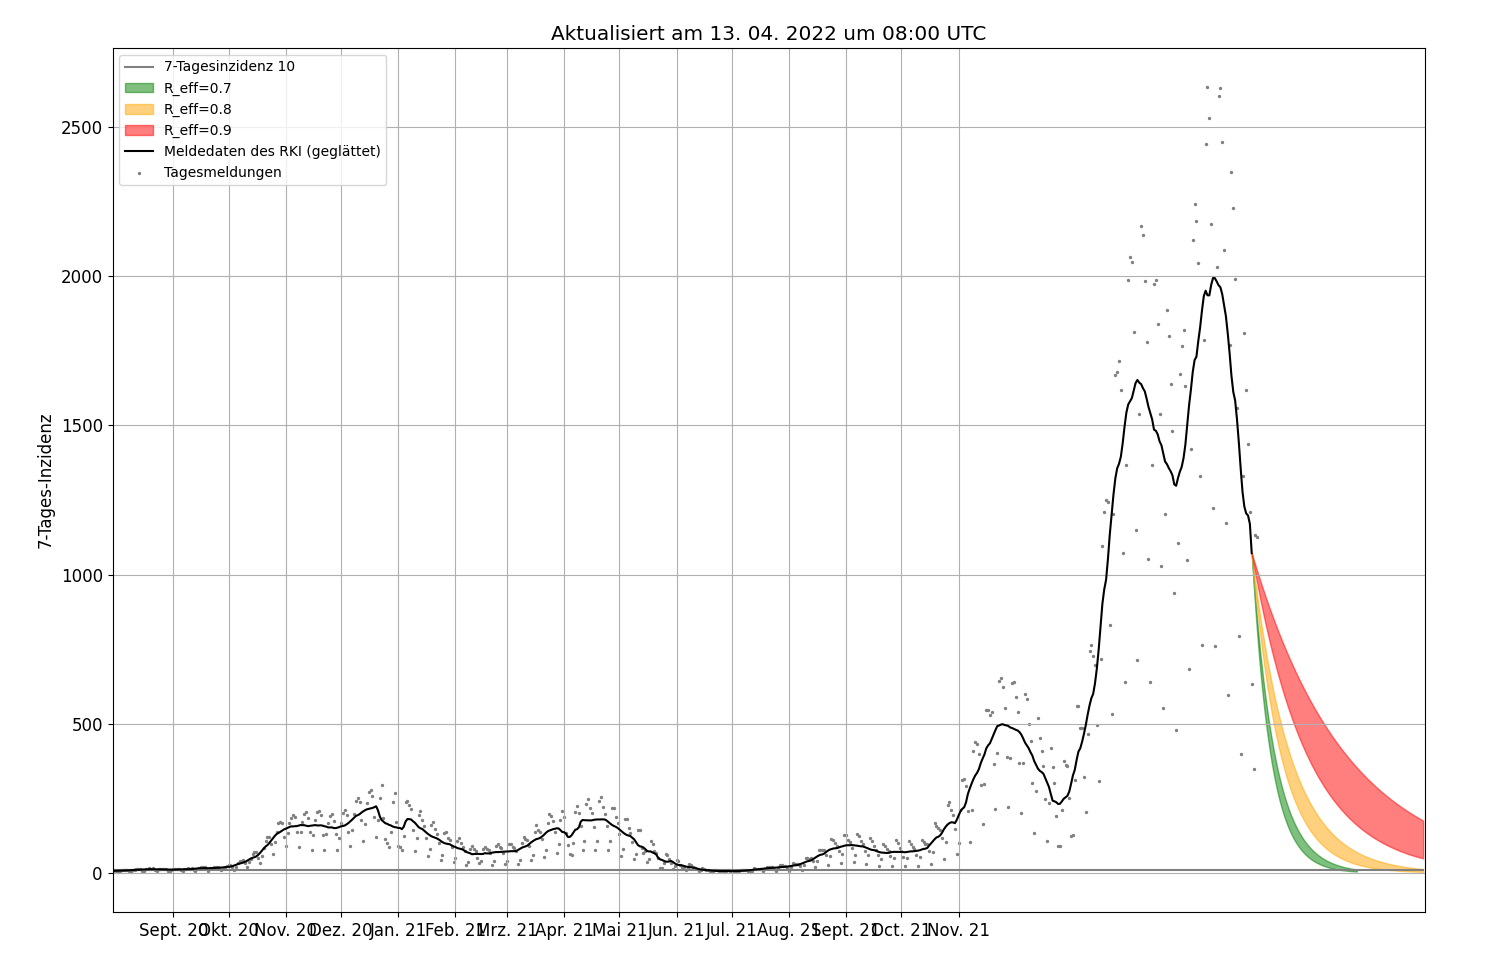 Aktualisiert am 13. 04. 2022 um 08:00 UTC
7-Tagesinzidenz 10
R_eff=0.7
R_eff=0.8
R_eff=0.9
Meldedaten des RKI (geglättet)
Tagesmeldungen
7-Tages-Inzidenz
2500
2000
1500
1000
500
0
Sept. 20 Okt. 20 Nov. 20 Dez. 20 Jan. 21 Feb. 21 Mrz. 21 Apr. 21 Mai 21 Jun. 21 Jul. 21 Aug. 21 Sept. 21 Oct. 21 Nov. 21